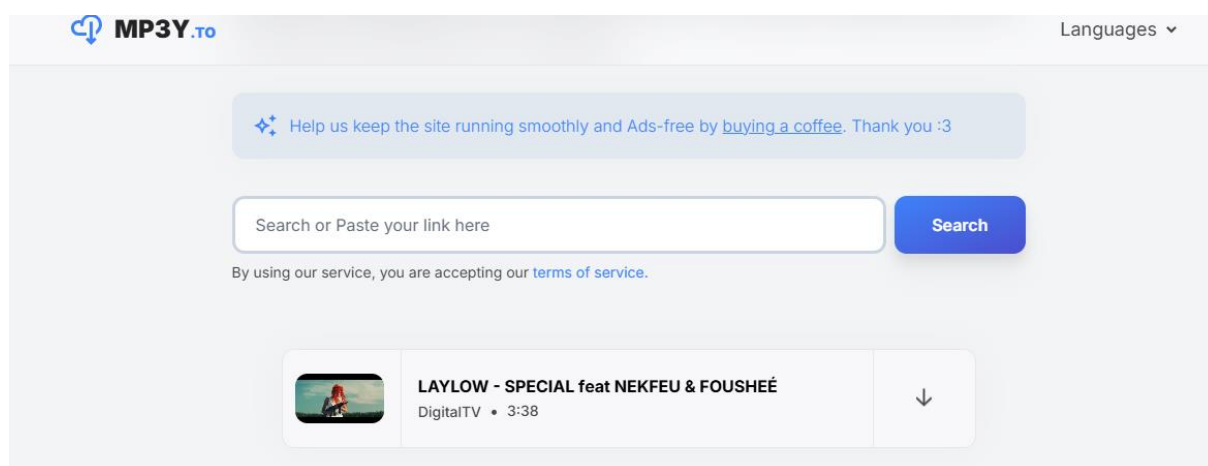 MP3Y.TO
Languages
Help us keep the site running smoothly and Ads-free by buying a coffee. Thank you :3
Search or Paste your link here
Search
By using our service, you are accepting our terms of service.
LAYLOW - SPECIAL feat NEKFEU & FOUSHEÉ
DigitalTV • 3:38